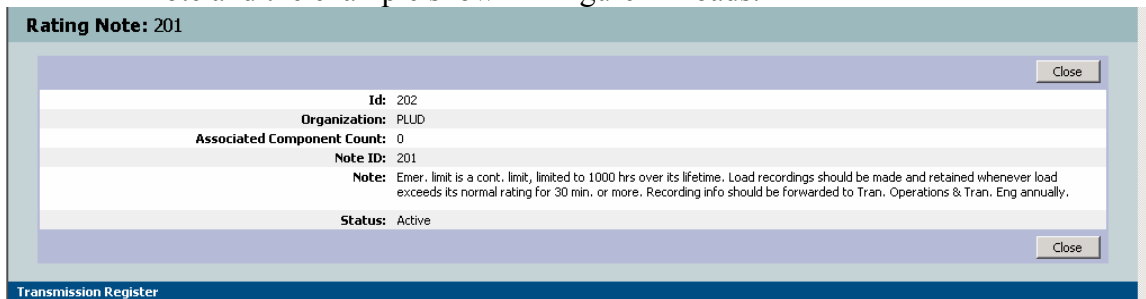 Rating Note: 201
Close
Id: 202
Organization: PLUD
Associated Component Count: 0
Note ID: 201
Note: Emer. limit is a cont. limit, limited to 1000 hrs over its lifetime. Load recordings should be made and retained whenever load
exceeds its normal rating for 30 min. or more. Recording info should be forwarded to Tran. Operations & Tran. Eng annually.
Status: Active
Close
Transmission Register